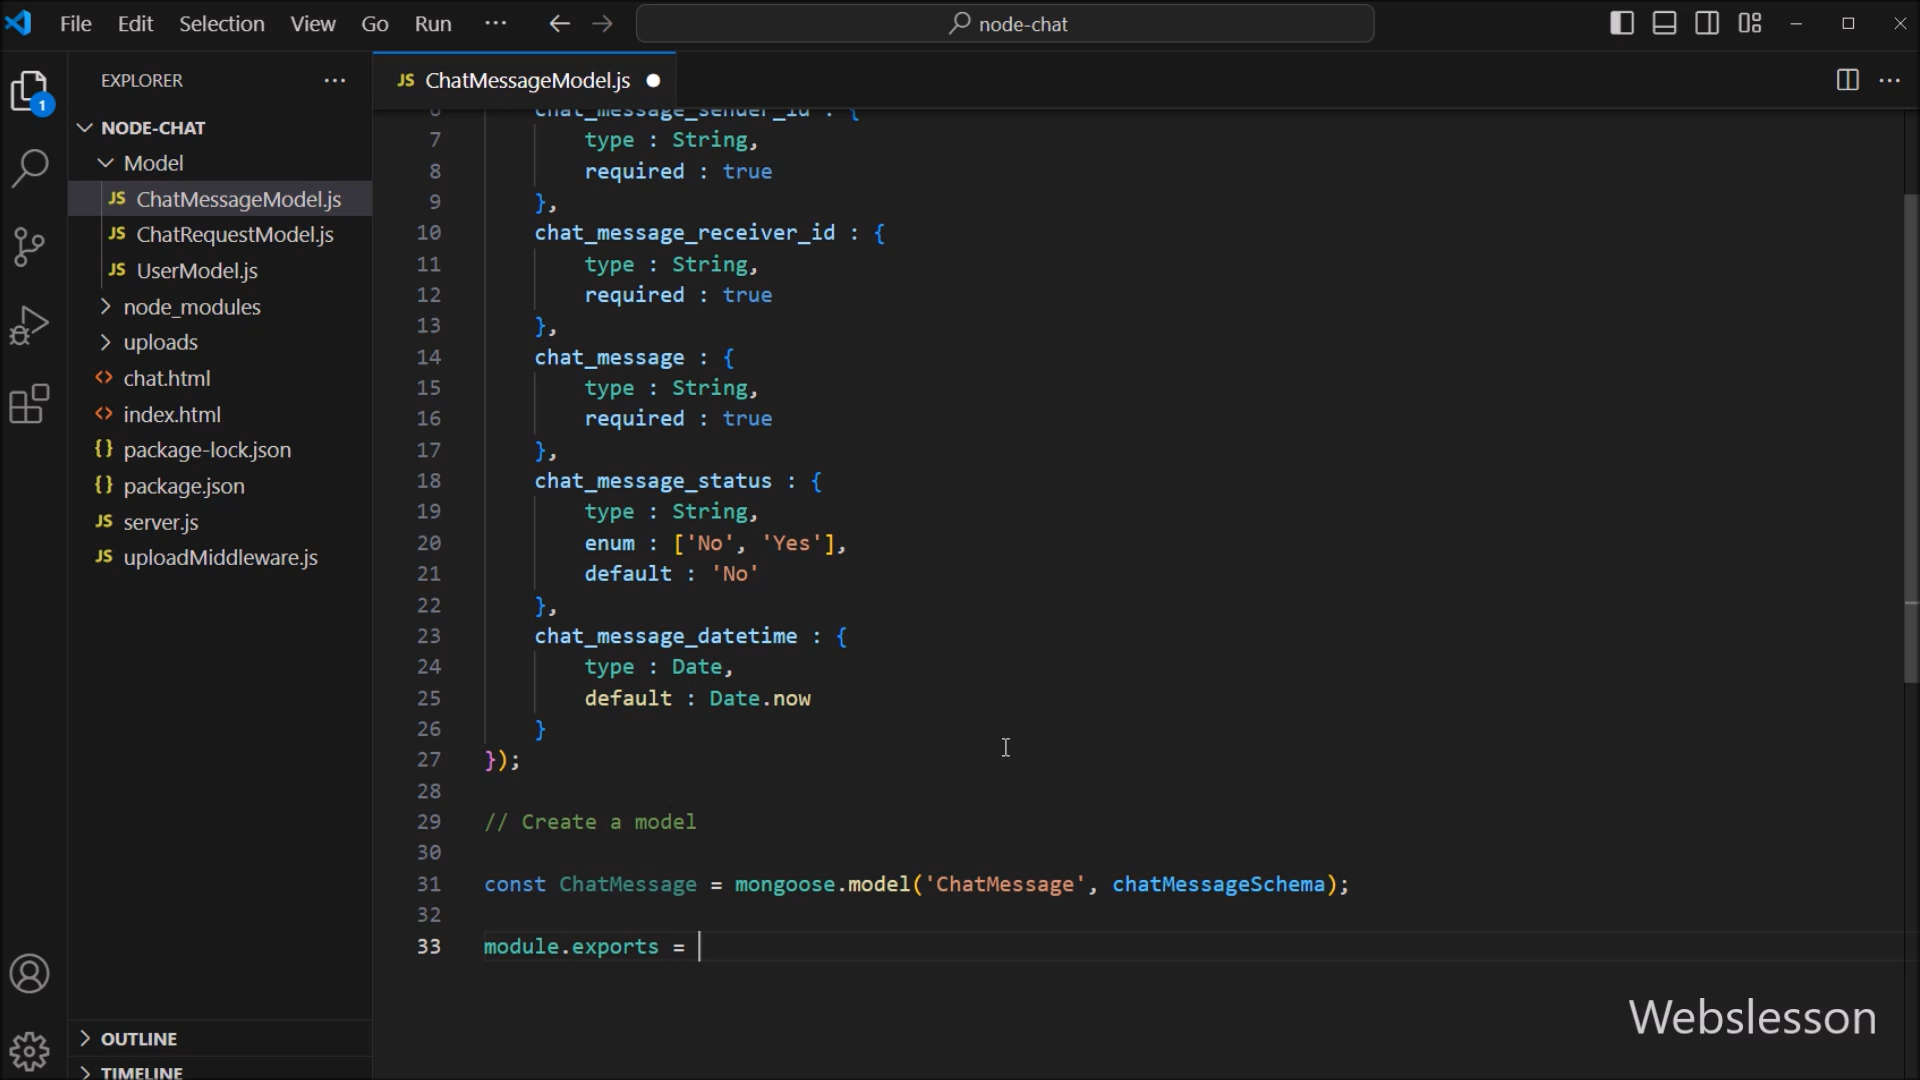 File Edit Selection View Go Run ··· node-chat
EXPLORER ···
JS ChatMessageModel.js
1
NODE-CHAT
Model
JS ChatMessageModel.js
JS ChatRequestModel.js
JS UserModel.js
node_modules
uploads
<> chat.html
<> index.html
{} package-lock.json
{} package.json
JS server.js
JS uploadMiddleware.js
OUTLINE
TIMELINE
6 chat_message_sender_id : {
7 type : String,
8 required : true
9 },
10 chat_message_receiver_id : {
11 type : String,
12 required : true
13 },
14 chat_message : {
15 type : String,
16 required : true
17 },
18 chat_message_status : {
19 type : String,
20 enum : ['No', 'Yes'],
21 default : 'No'
22 },
23 chat_message_datetime : {
24 type : Date,
25 default : Date.now
26 }
27 });
28
29 // Create a model
30
31 const ChatMessage = mongoose.model('ChatMessage', chatMessageSchema);
32
33 module.exports =
Webslesson